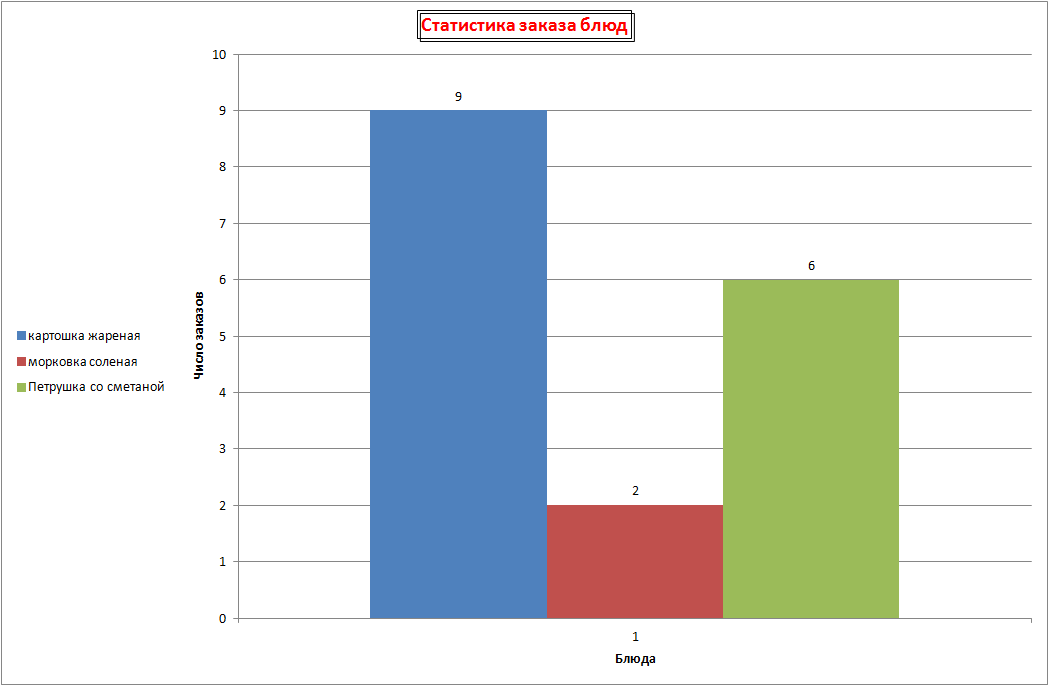 Статистика заказа блюд
10
9
8
7
6
5
4
3
2
1
0
Число заказов
картошка жареная
морковка соленая
Петрушка со сметаной
9
2
6
1
Блюда